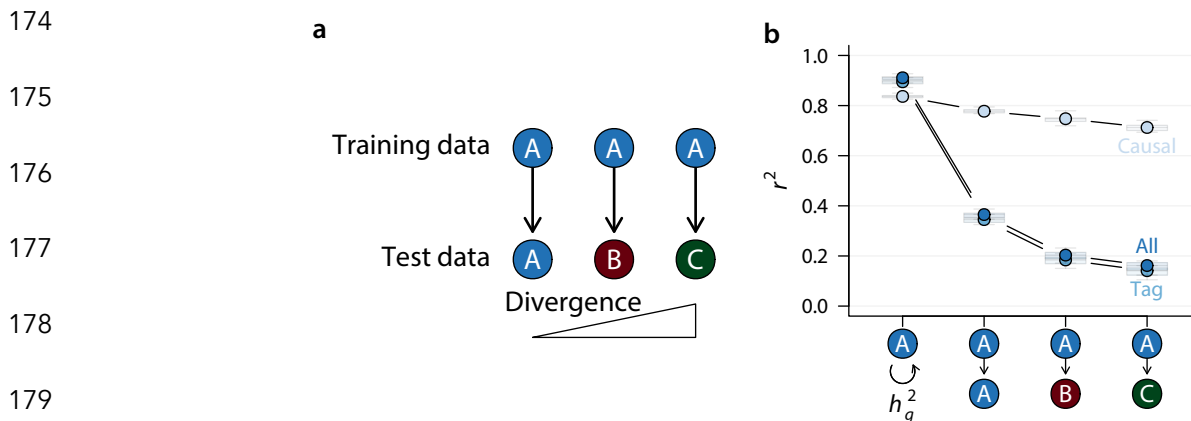 174
175
176
177
178
179
a
Training data
A A A
Test data
A B C
Divergence
b
r²
1.0
0.8
0.6
0.4
0.2
0.0
Causal
All
Tag
A A A A
A B C
h_g²